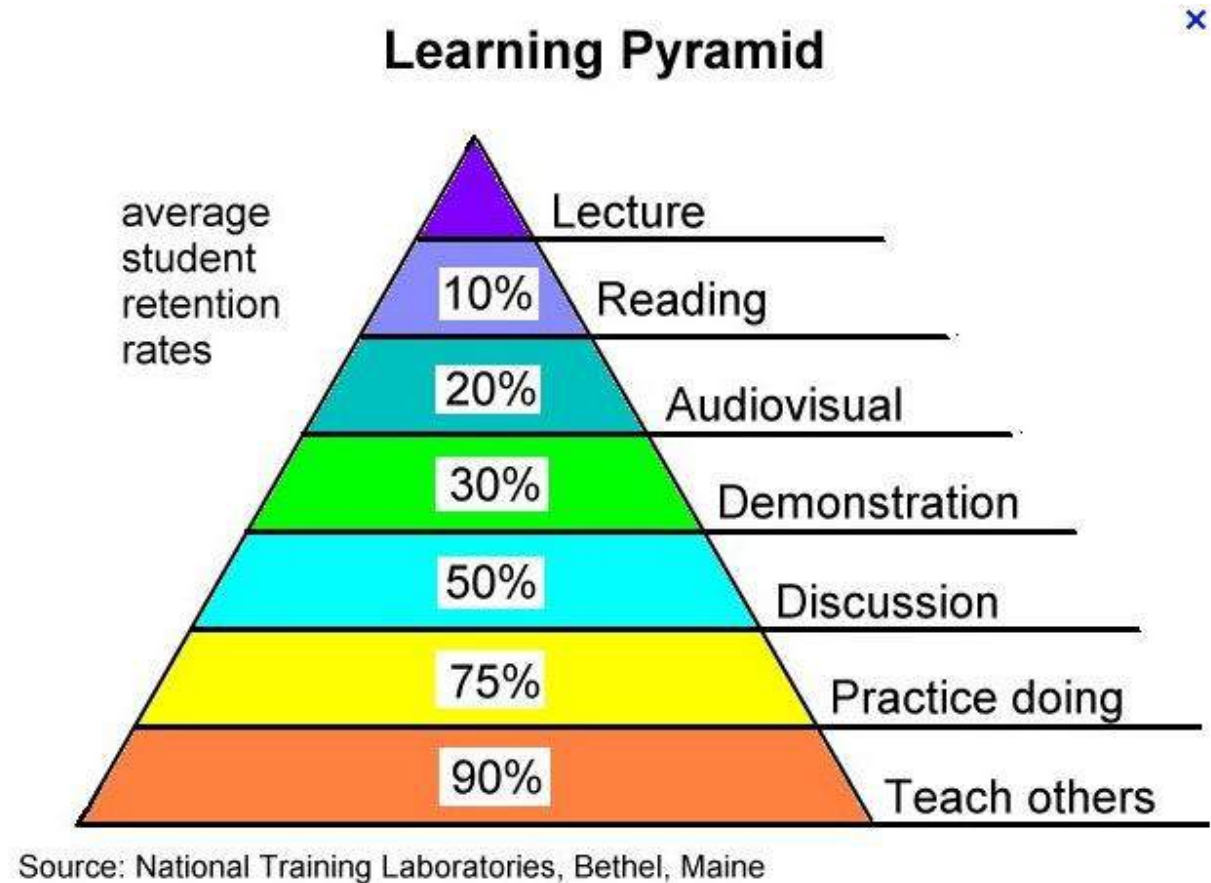 Learning Pyramid
average
student
retention
rates
Lecture
10% Reading
20% Audiovisual
30% Demonstration
50% Discussion
75% Practice doing
90% Teach others
Source: National Training Laboratories, Bethel, Maine